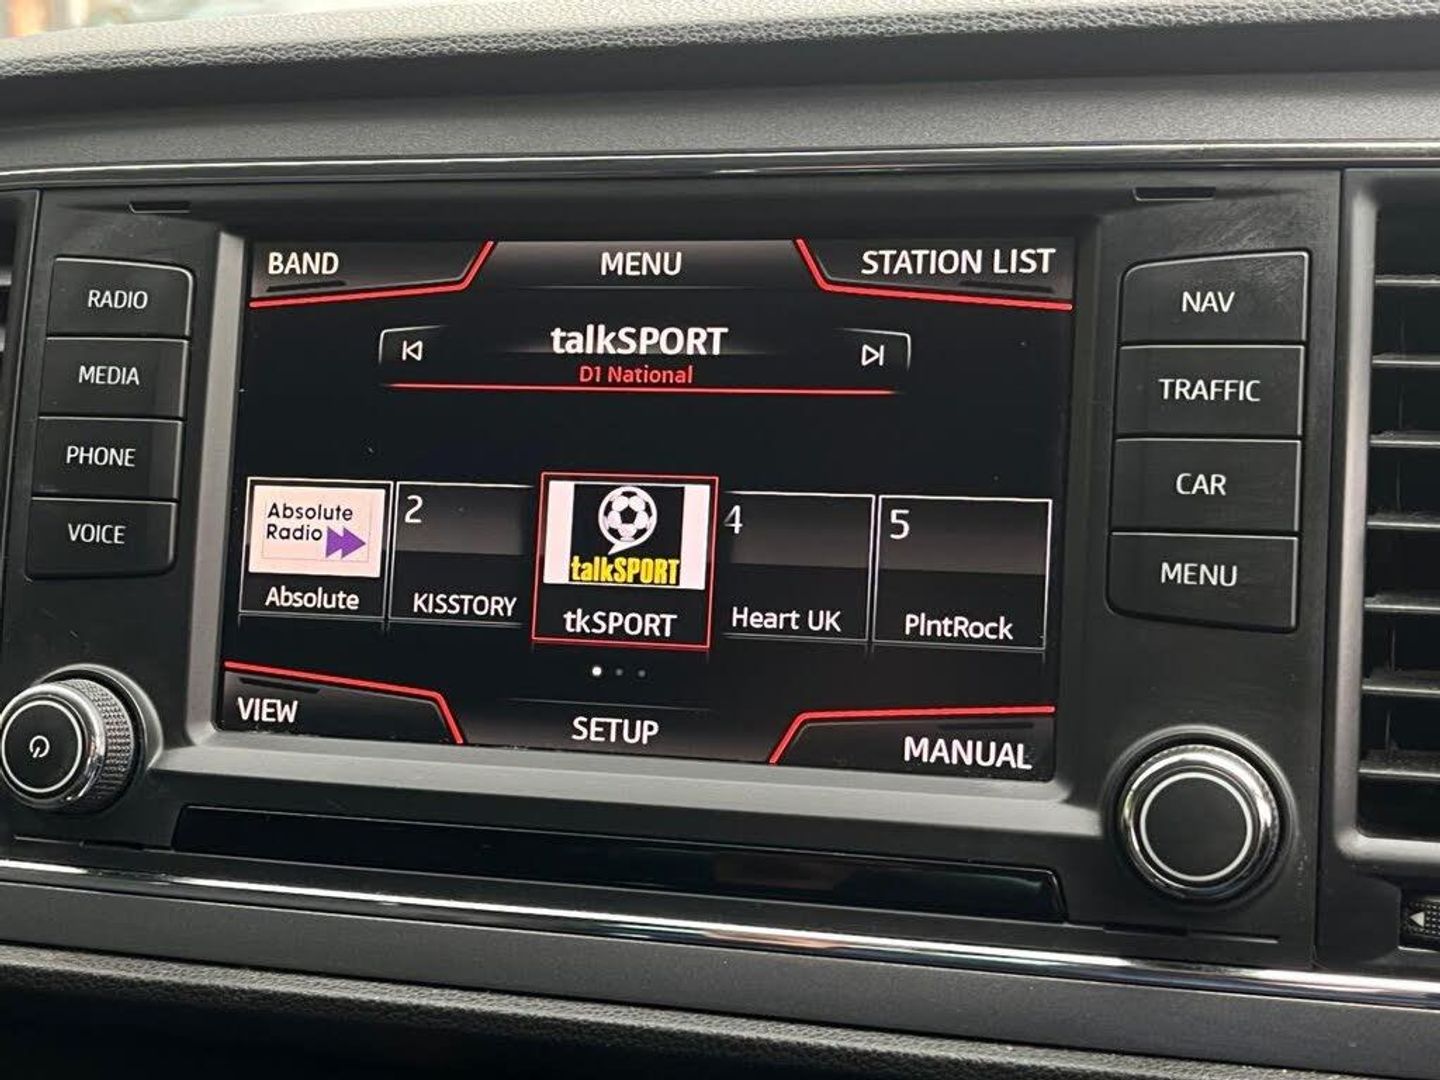 BAND
MENU
STATION LIST
RADIO
MEDIA
PHONE
VOICE
talkSPORT
D1 National
Absolute
Radio
Absolute
2
KISSTORY
talkSPORT
tkSPORT
4
Heart UK
5
PlntRock
VIEW
SETUP
MANUAL
NAV
TRAFFIC
CAR
MENU